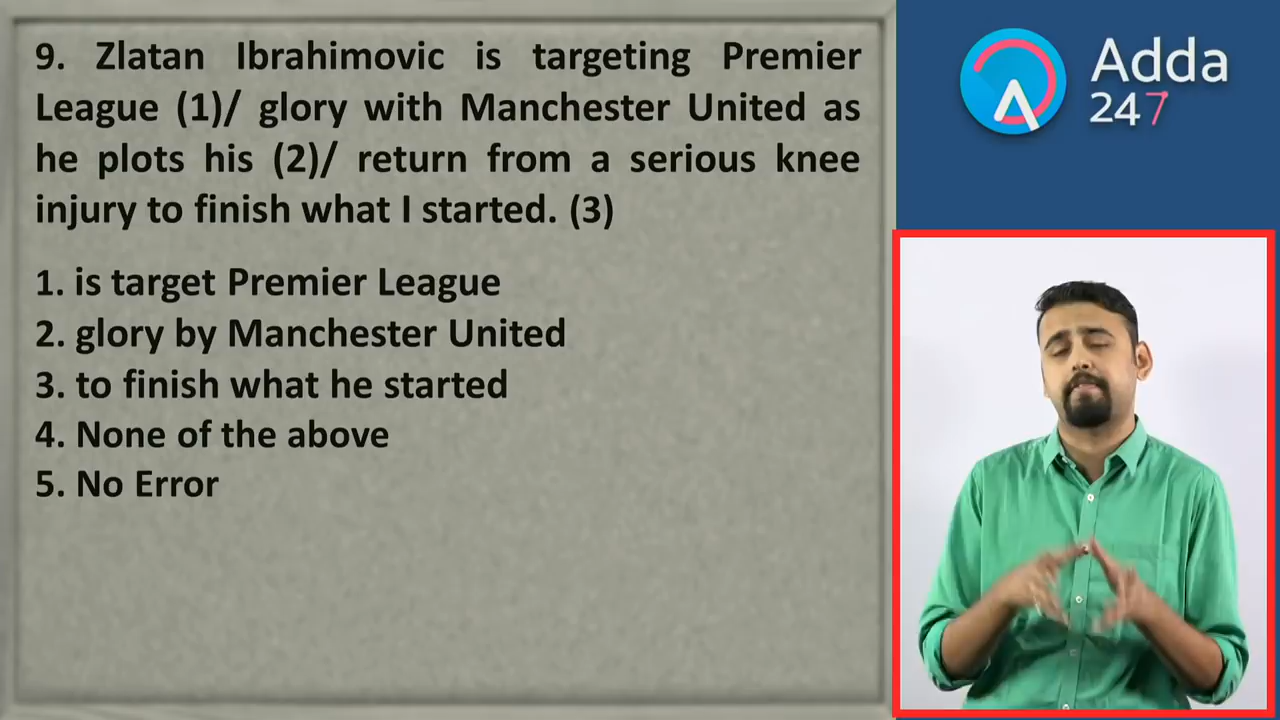 9. Zlatan Ibrahimovic is targeting Premier
League (1)/ glory with Manchester United as
he plots his (2)/ return from a serious knee
injury to finish what I started. (3)
1. is target Premier League
2. glory by Manchester United
3. to finish what he started
4. None of the above
5. No Error
Adda
247